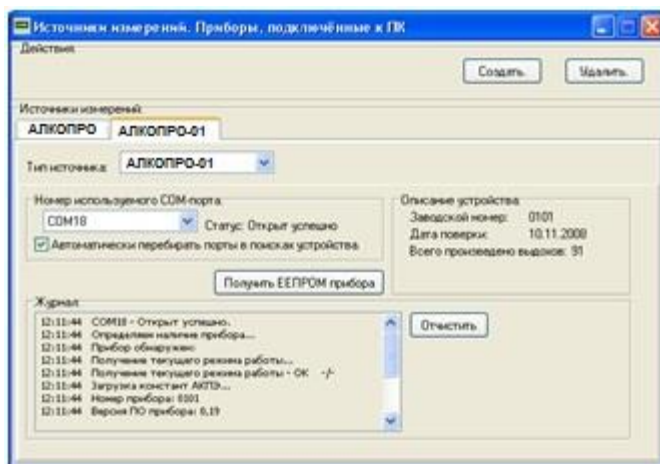 Источники измерений. Приборы, подключённые к ПК
Действия
Создать
Удалить
Источники измерений
АЛКОПРО
АЛКОПРО-01
Тип источника:
АЛКОПРО-01
Номер используемого COM-порта
COM18
Статус: Открыт успешно
Автоматически перебирать порты в поисках устройства
Описание устройства
Заводской номер: 0101
Дата поверки: 10.11.2008
Всего произведено выдохов: 91
Получить ЕЕПРОМ прибора
Журнал
12:11:44 COM18 - Открыт успешно.
12:11:44 Определяем наличие прибора...
12:11:44 Прибор обнаружен:
12:11:44 Получение текущего режима работы...
12:11:44 Получение текущего режима работы - ОК -/-
12:11:44 Загрузка констант АКПЭ...
12:11:44 Номер прибора: 0101
12:11:44 Версия ПО прибора: 0,19
Отчистить